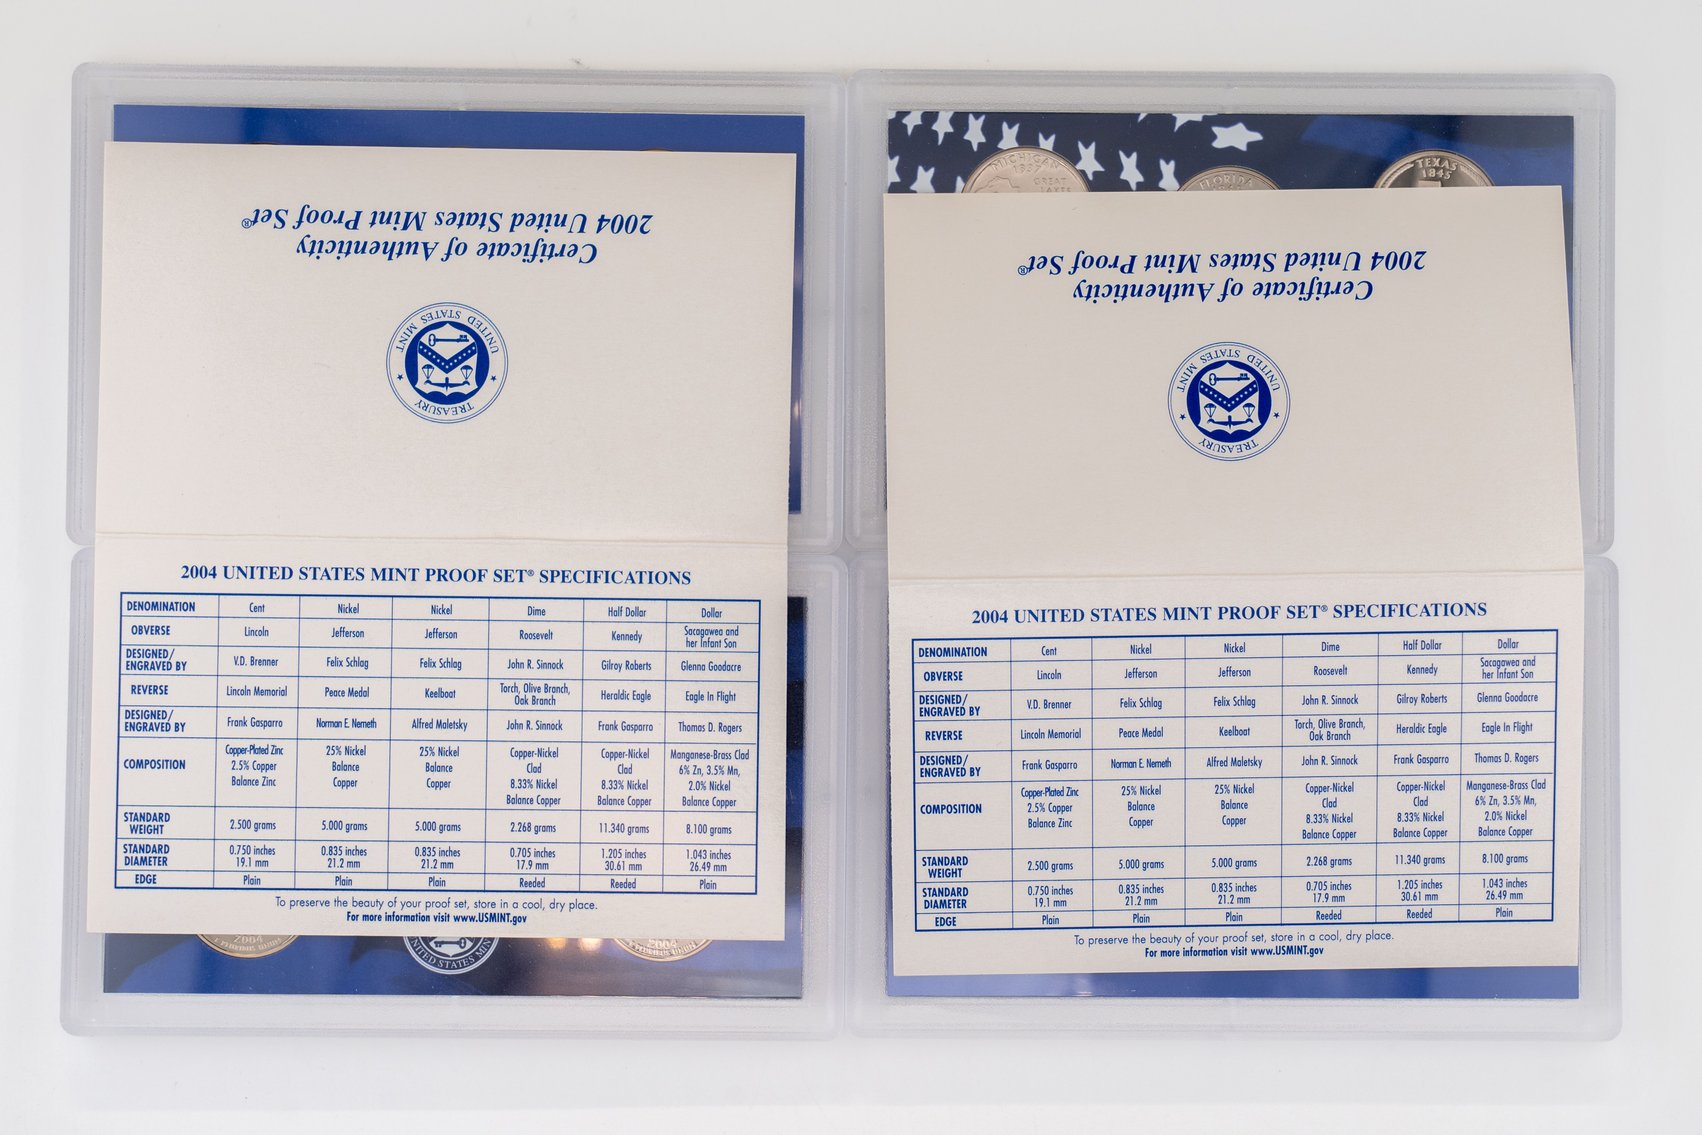 2004 United States Mint Proof Set®
Certificate of Authenticity
UNITED STATES MINT
TREASURY
2004 UNITED STATES MINT PROOF SET® SPECIFICATIONS
DENOMINATION Cent Nickel Nickel Dime Half Dollar Dollar
OBVERSE Lincoln Jefferson Jefferson Roosevelt Kennedy Sacagawea and
her Infant Son
DESIGNED/
ENGRAVED BY V.D. Brenner Felix Schlag Felix Schlag John R. Sinnock Gilroy Roberts Glenna Goodacre
REVERSE Lincoln Memorial Peace Medal Keelboat Torch, Olive Branch,
Oak Branch Heraldic Eagle Eagle In Flight
DESIGNED/
ENGRAVED BY Frank Gasparro Norman E. Nemeth Alfred Maletsky John R. Sinnock Frank Gasparro Thomas D. Rogers
COMPOSITION Copper-Plated Zinc 25% Nickel 25% Nickel Copper-Nickel Copper-Nickel Manganese-Brass Clad
2.5% Copper Balance Balance Clad Clad 6% Zn, 3.5% Mn,
Balance Zinc Copper Copper 8.33% Nickel 8.33% Nickel 2.0% Nickel
Balance Copper Balance Copper Balance Copper
STANDARD
WEIGHT 2.500 grams 5.000 grams 5.000 grams 2.268 grams 11.340 grams 8.100 grams
STANDARD 0.750 inches 0.835 inches 0.835 inches 0.705 inches 1.205 inches 1.043 inches
DIAMETER 19.1 mm 21.2 mm 21.2 mm 17.9 mm 30.61 mm 26.49 mm
EDGE Plain Plain Plain Reeded Reeded Plain
To preserve the beauty of your proof set, store in a cool, dry place.
For more information visit www.USMINT.gov
2004
UNITED STATES MINT
2004
MICHIGAN
1837
GREAT
LAKES
FLORIDA
TEXAS
1845
2004 United States Mint Proof Set®
Certificate of Authenticity
UNITED STATES MINT
TREASURY
2004 UNITED STATES MINT PROOF SET® SPECIFICATIONS
DENOMINATION Cent Nickel Nickel Dime Half Dollar Dollar
OBVERSE Lincoln Jefferson Jefferson Roosevelt Kennedy Sacagawea and
her Infant Son
DESIGNED/
ENGRAVED BY V.D. Brenner Felix Schlag Felix Schlag John R. Sinnock Gilroy Roberts Glenna Goodacre
REVERSE Lincoln Memorial Peace Medal Keelboat Torch, Olive Branch,
Oak Branch Heraldic Eagle Eagle In Flight
DESIGNED/
ENGRAVED BY Frank Gasparro Norman E. Nemeth Alfred Maletsky John R. Sinnock Frank Gasparro Thomas D. Rogers
COMPOSITION Copper-Plated Zinc 25% Nickel 25% Nickel Copper-Nickel Copper-Nickel Manganese-Brass Clad
2.5% Copper Balance Balance Clad Clad 6% Zn, 3.5% Mn,
Balance Zinc Copper Copper 8.33% Nickel 8.33% Nickel 2.0% Nickel
Balance Copper Balance Copper Balance Copper
STANDARD
WEIGHT 2.500 grams 5.000 grams 5.000 grams 2.268 grams 11.340 grams 8.100 grams
STANDARD 0.750 inches 0.835 inches 0.835 inches 0.705 inches 1.205 inches 1.043 inches
DIAMETER 19.1 mm 21.2 mm 21.2 mm 17.9 mm 30.61 mm 26.49 mm
EDGE Plain Plain Plain Reeded Reeded Plain
To preserve the beauty of your proof set, store in a cool, dry place.
For more information visit www.USMINT.gov